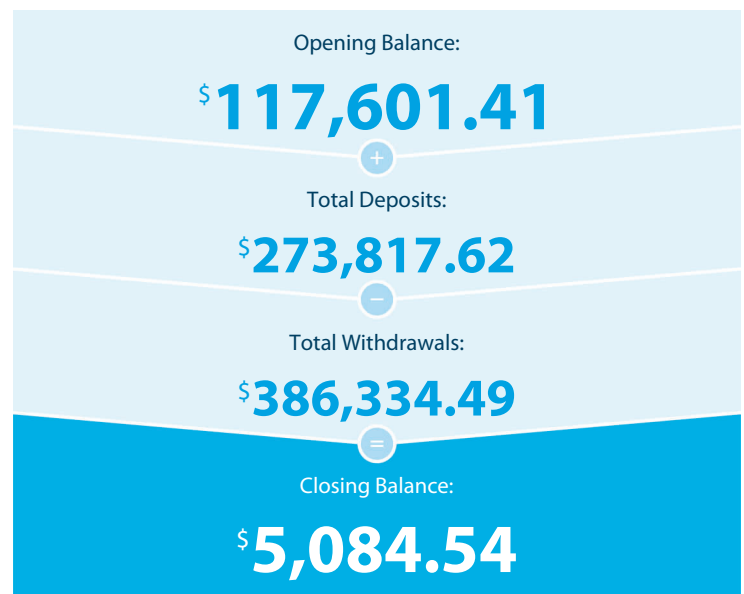 Opening Balance:
$117,601.41
+
Total Deposits:
$273,817.62
−
Total Withdrawals:
$386,334.49
=
Closing Balance:
$5,084.54